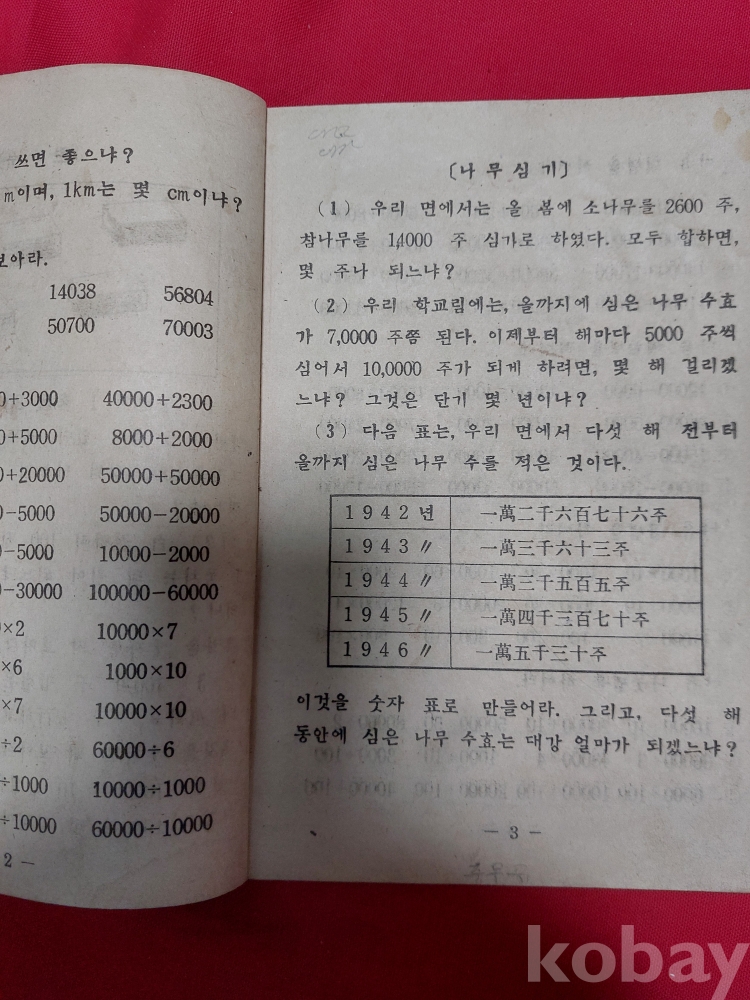 쓰면 좋으냐?
m이며, 1km는 몇 cm이냐?
보아라.
14038 56804
50700 70003
0+3000 40000+2300
0+5000 8000+2000
0+20000 50000+50000
0-5000 50000-20000
0-5000 10000-2000
0-30000 100000-60000
0×2 10000×7
×6 1000×10
×7 10000×10
÷2 60000÷6
÷1000 10000÷1000
÷10000 60000÷10000
2 —
〔나무심기〕
(1) 우리 면에서는 올 봄에 소나무를 2600 주,
참나무를 14000 주 심기로 하였다. 모두 합하면,
몇 주나 되느냐?
(2) 우리 학교림에는, 올까지에 심은 나무 수효
가 7,0000 주쯤 된다. 이제부터 해마다 5000 주씩
심어서 10,0000 주가 되게 하려면, 몇 해 걸리겠
느냐? 그것은 단기 몇 년이냐?
(3) 다음 표는, 우리 면에서 다섯 해 전부터
올까지 심은 나무 수를 적은 것이다.
1942년 一萬二千六百七十六주
1943〃 一萬三千六十三주
1944〃 一萬三千五百五주
1945〃 一萬四千三百七十주
1946〃 一萬五千三十주
이것을 숫자 표로 만들어라. 그리고, 다섯 해
동안에 심은 나무 수효는 대강 얼마가 되겠느냐?
— 3 —
kobay